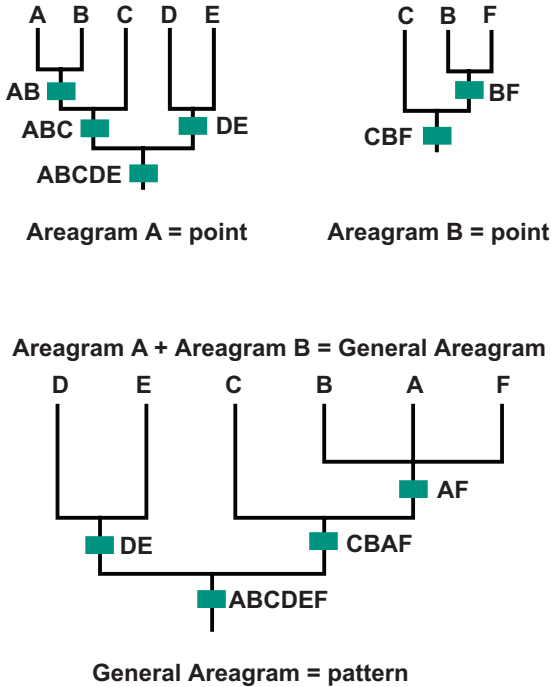 A B C D E
AB
ABC
DE
ABCDE
Areagram A = point
C B F
BF
CBF
Areagram B = point
Areagram A + Areagram B = General Areagram
D E C B A F
AF
DE
CBAF
ABCDEF
General Areagram = pattern